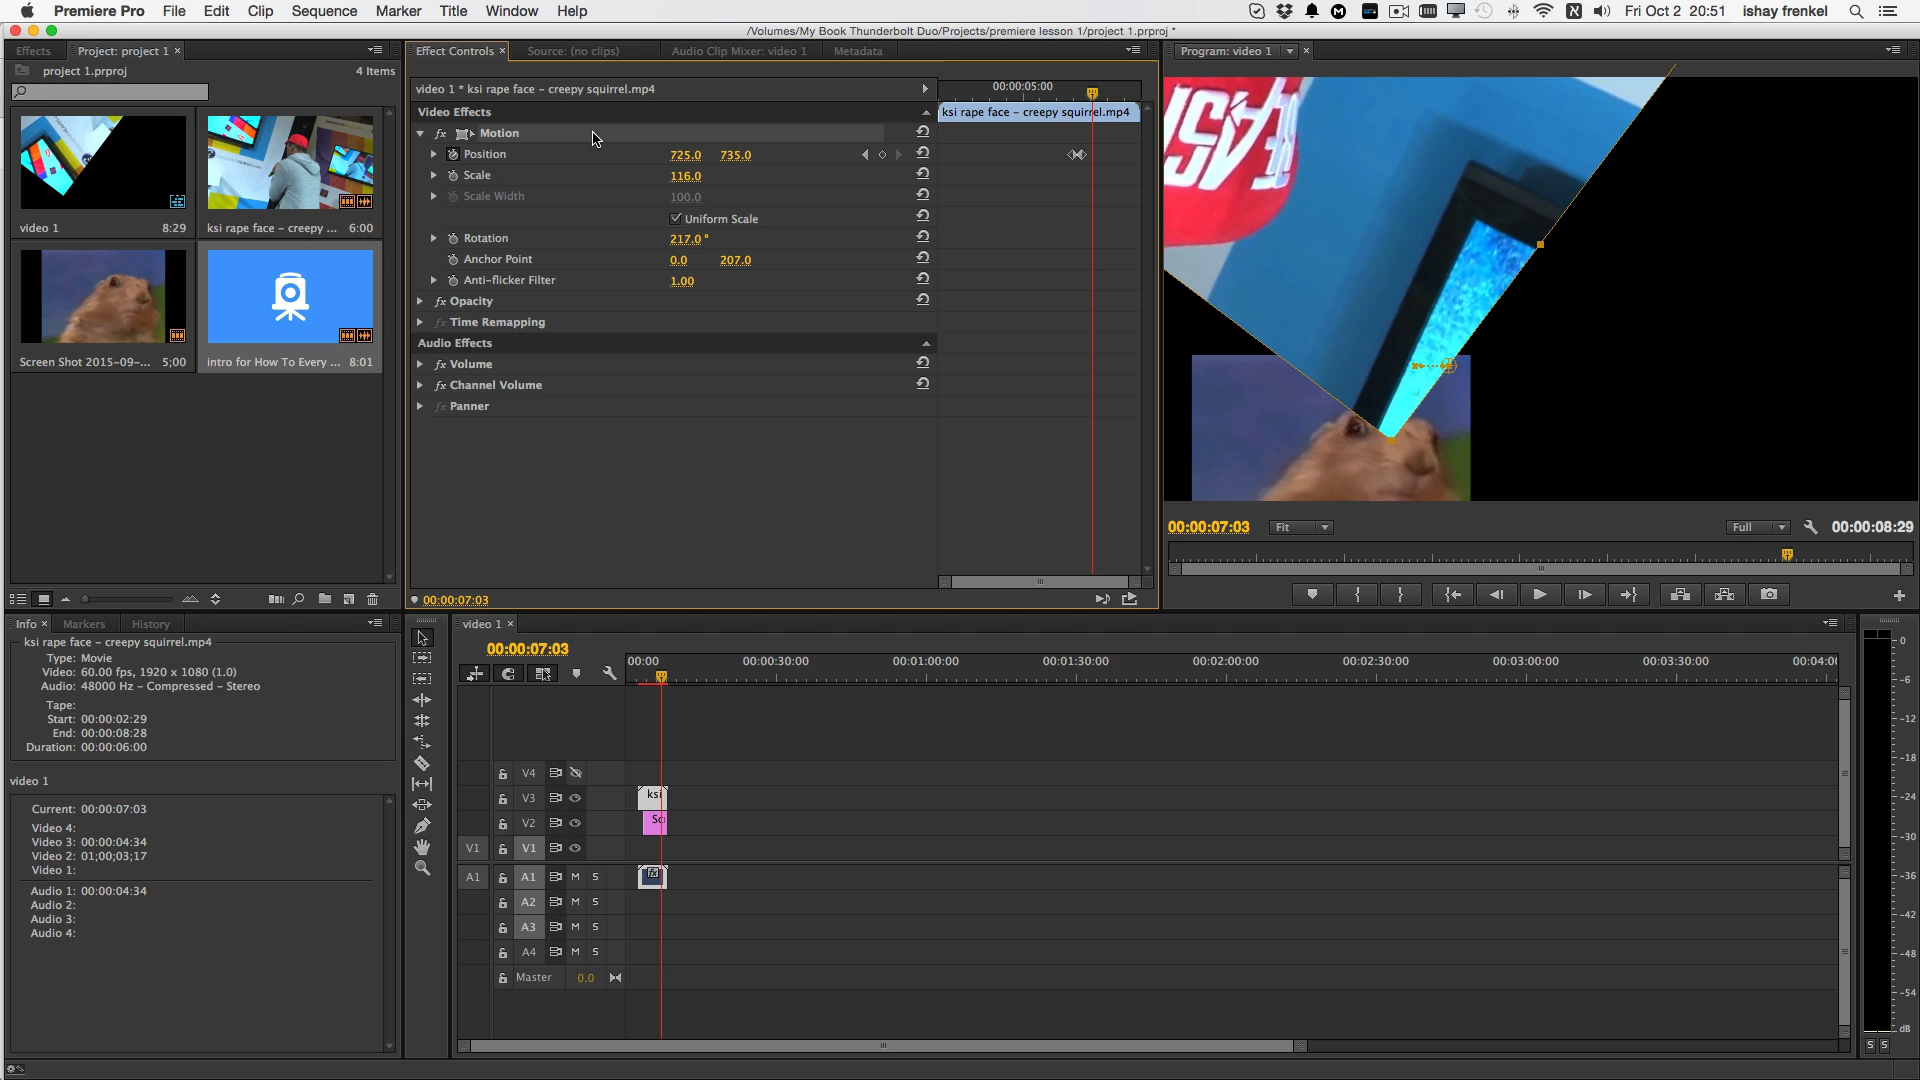 Premiere Pro File Edit Clip Sequence Marker Title Window Help Fri Oct 2 20:51 ishay frenkel
/Volumes/My Book Thunderbolt Duo/Projects/premiere lesson 1/project 1.prproj *
Effects Project: project 1 ×
project 1.prproj 4 Items
video 1 8:29
ksi rape face – creepy ... 6:00
Screen Shot 2015-09-... 5;00
intro for How To Every ... 8:01
Effect Controls × Source: (no clips) Audio Clip Mixer: video 1 Metadata
video 1 * ksi rape face – creepy squirrel.mp4
00:00:05:00
Video Effects
ksi rape face – creepy squirrel.mp4
fx Motion
Position 725.0 735.0
Scale 116.0
Scale Width 100.0
Uniform Scale
Rotation 217.0 °
Anchor Point 0.0 207.0
Anti-flicker Filter 1.00
fx Opacity
fx Time Remapping
Audio Effects
fx Volume
fx Channel Volume
fx Panner
00:00:07:03
Program: video 1 ×
00:00:07:03 Fit Full 00:00:08:29
Info × Markers History
ksi rape face – creepy squirrel.mp4
Type: Movie
Video: 60.00 fps, 1920 x 1080 (1.0)
Audio: 48000 Hz – Compressed – Stereo
Tape:
Start: 00:00:02:29
End: 00:00:08:28
Duration: 00:00:06:00
video 1
Current: 00:00:07:03
Video 4:
Video 3: 00:00:04:34
Video 2: 01;00;03;17
Video 1:
Audio 1: 00:00:04:34
Audio 2:
Audio 3:
Audio 4:
video 1 ×
00:00:07:03
00:00 00:00:30:00 00:01:00:00 00:01:30:00 00:02:00:00 00:02:30:00 00:03:00:00 00:03:30:00 00:04:0
V4
V3 ksi
V2 Sc
V1 V1
A1 A1 M S fx
A2 M S
A3 M S
A4 M S
Master 0.0
0
-6
-12
-18
-24
-30
-36
-42
-48
-54
dB
S S